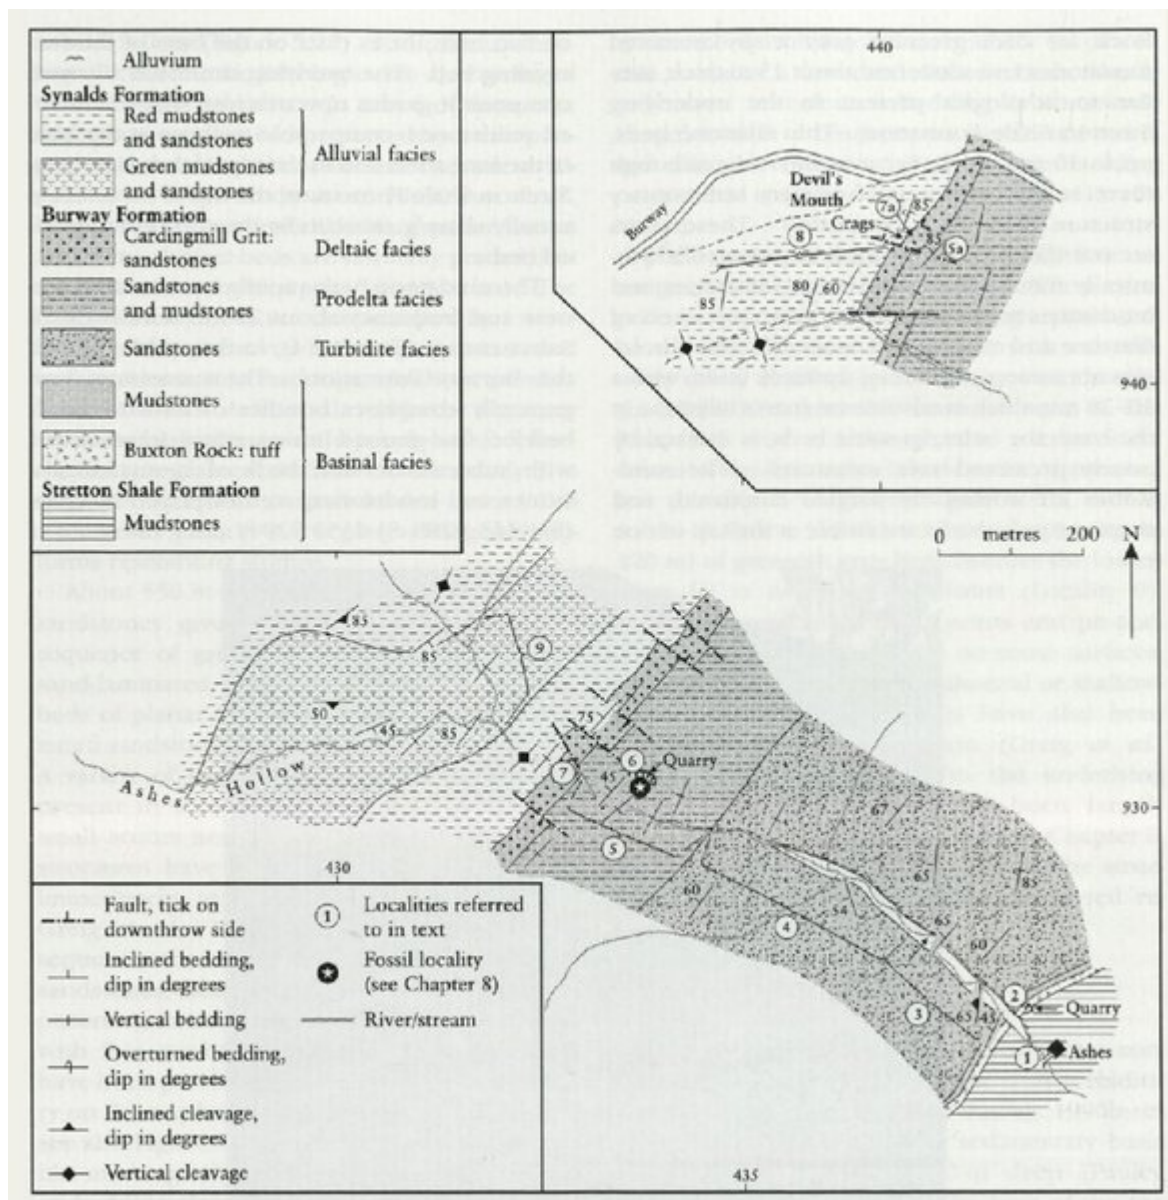 Alluvium
Synalds Formation
Red mudstones
and sandstones
Green mudstones
and sandstones
Alluvial facies
Burway Formation
Cardingmill Grit:
sandstones
Deltaic facies
Sandstones
and mudstones
Prodelta facies
Sandstones
Turbidite facies
Mudstones
Buxton Rock: tuff
Basinal facies
Stretton Shale Formation
Mudstones
440
Devil's
Mouth
Burway
Crags
7a
85
8
85
5a
80
60
85
940
0 metres 200
N
83
85
9
50
45
85
75
Ashes Hollow
7
6
45
Quarry
5
67
930
65
85
60
54
4
65
60
3
65
45
2
Quarry
1
Ashes
430
435
Fault, tick on
downthrow side
Inclined bedding,
dip in degrees
Vertical bedding
Overturned bedding,
dip in degrees
Inclined cleavage,
dip in degrees
Vertical cleavage
1
Localities referred
to in text
Fossil locality
(see Chapter 8)
River/stream